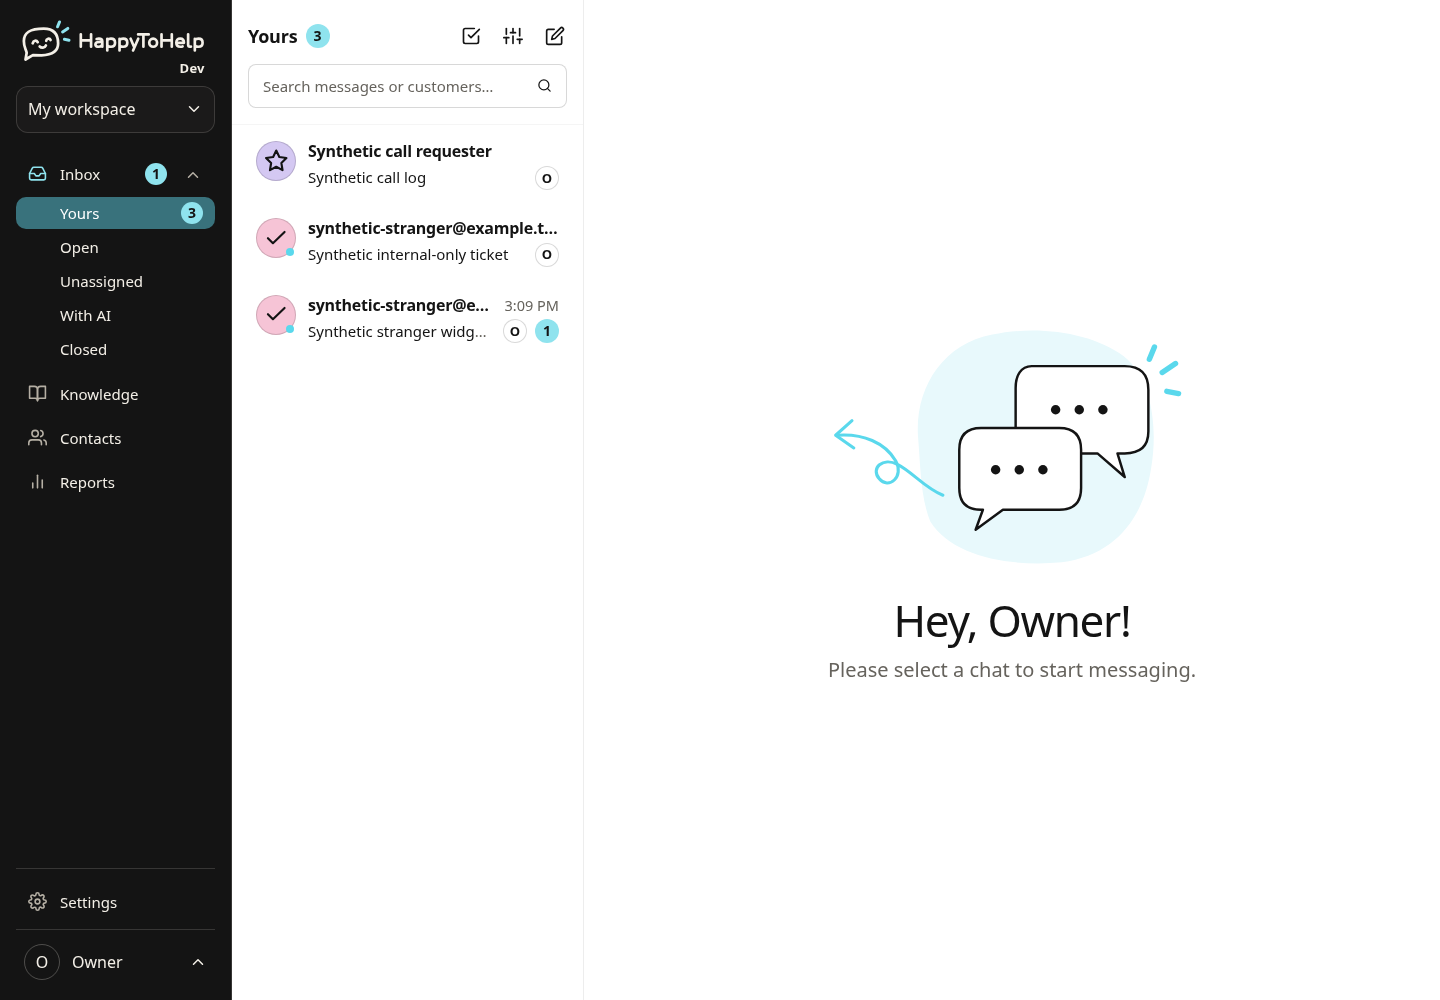 HappyToHelp
Dev
My workspace
Inbox 1
Yours 3
Open
Unassigned
With AI
Closed
Knowledge
Contacts
Reports
Settings
O Owner
Yours 3
Search messages or customers...
Synthetic call requester
Synthetic call log O
synthetic-stranger@example.t...
Synthetic internal-only ticket O
synthetic-stranger@e... 3:09 PM
Synthetic stranger widg... O 1
Hey, Owner!
Please select a chat to start messaging.